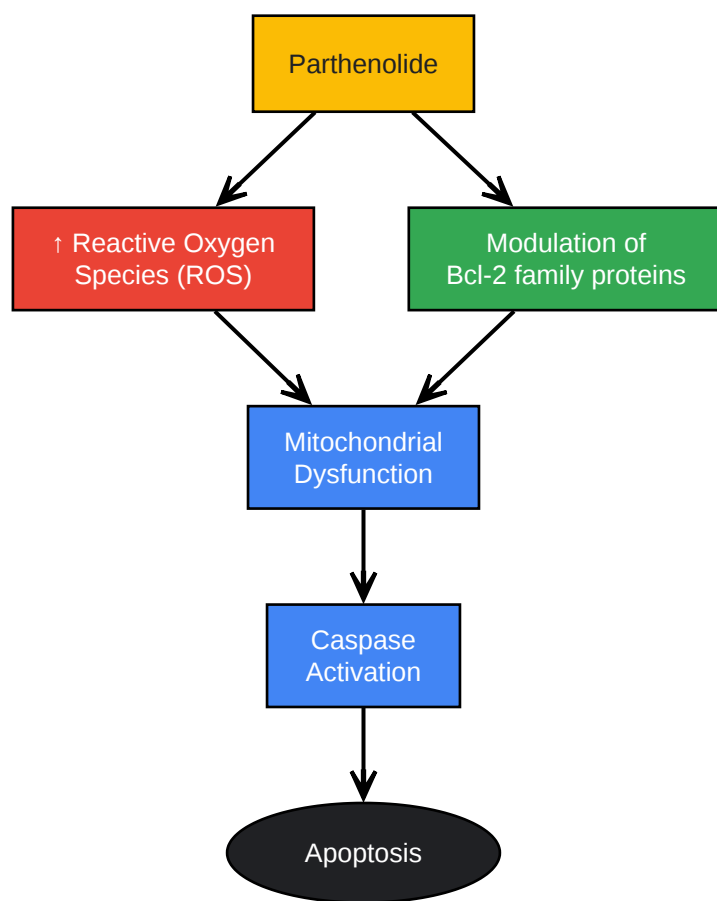 Parthenolide
↑ Reactive Oxygen
Species (ROS)
Modulation of
Bcl-2 family proteins
Mitochondrial
Dysfunction
Caspase
Activation
Apoptosis